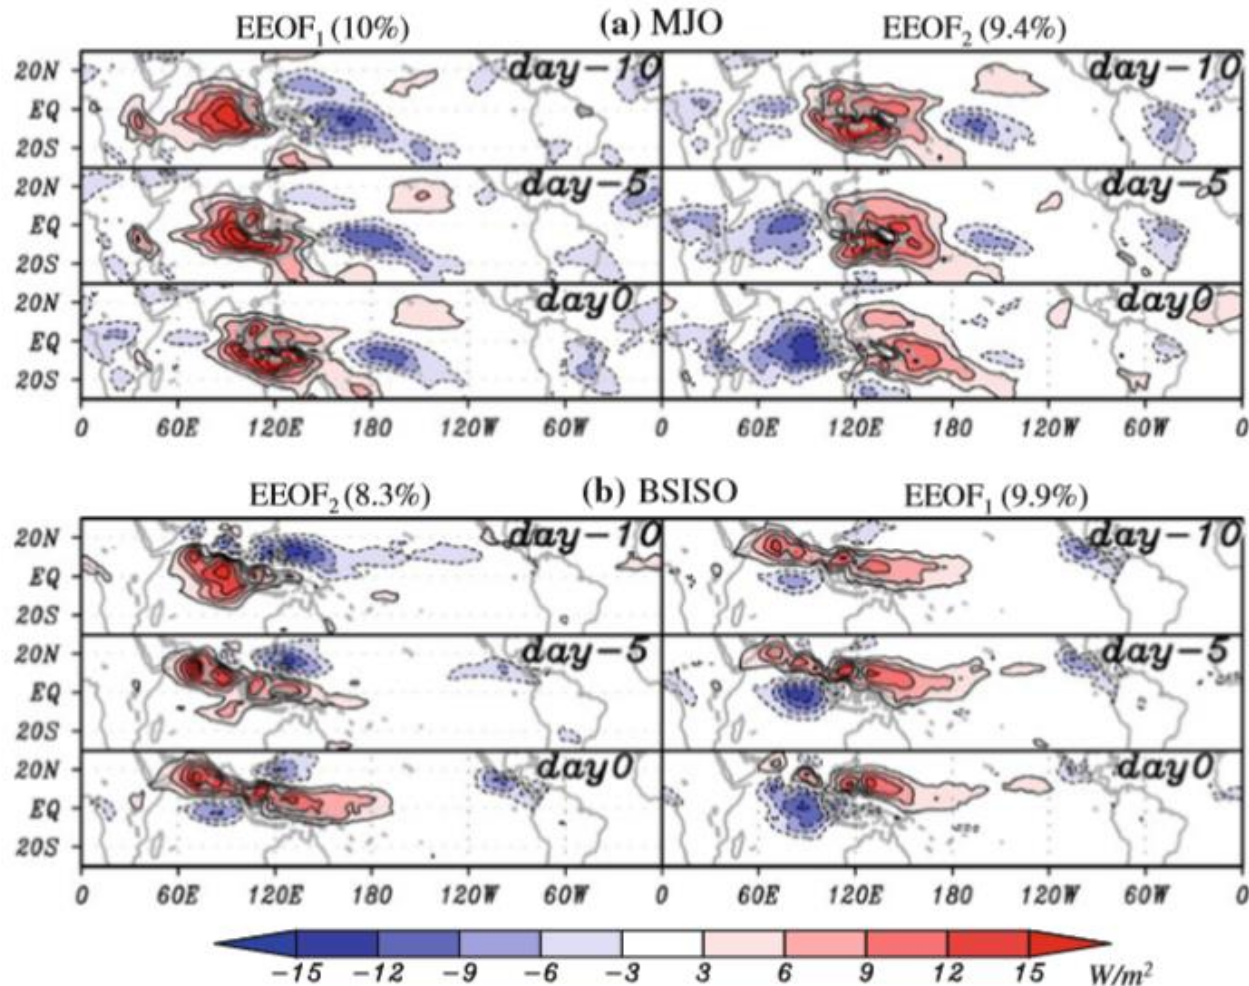 (a) MJO
EEOF₁ (10%) EEOF₂ (9.4%)
20N day-10 day-10
EQ
20S
20N day-5 day-5
EQ
20S
20N day0 day0
EQ
20S
0 60E 120E 180 120W 60W 0 60E 120E 180 120W 60W 0
(b) BSISO
EEOF₂ (8.3%) EEOF₁ (9.9%)
20N day-10 day-10
EQ
20S
20N day-5 day-5
EQ
20S
20N day0 day0
EQ
20S
0 60E 120E 180 120W 60W 0 60E 120E 180 120W 60W 0
-15 -12 -9 -6 -3 3 6 9 12 15 W/m²